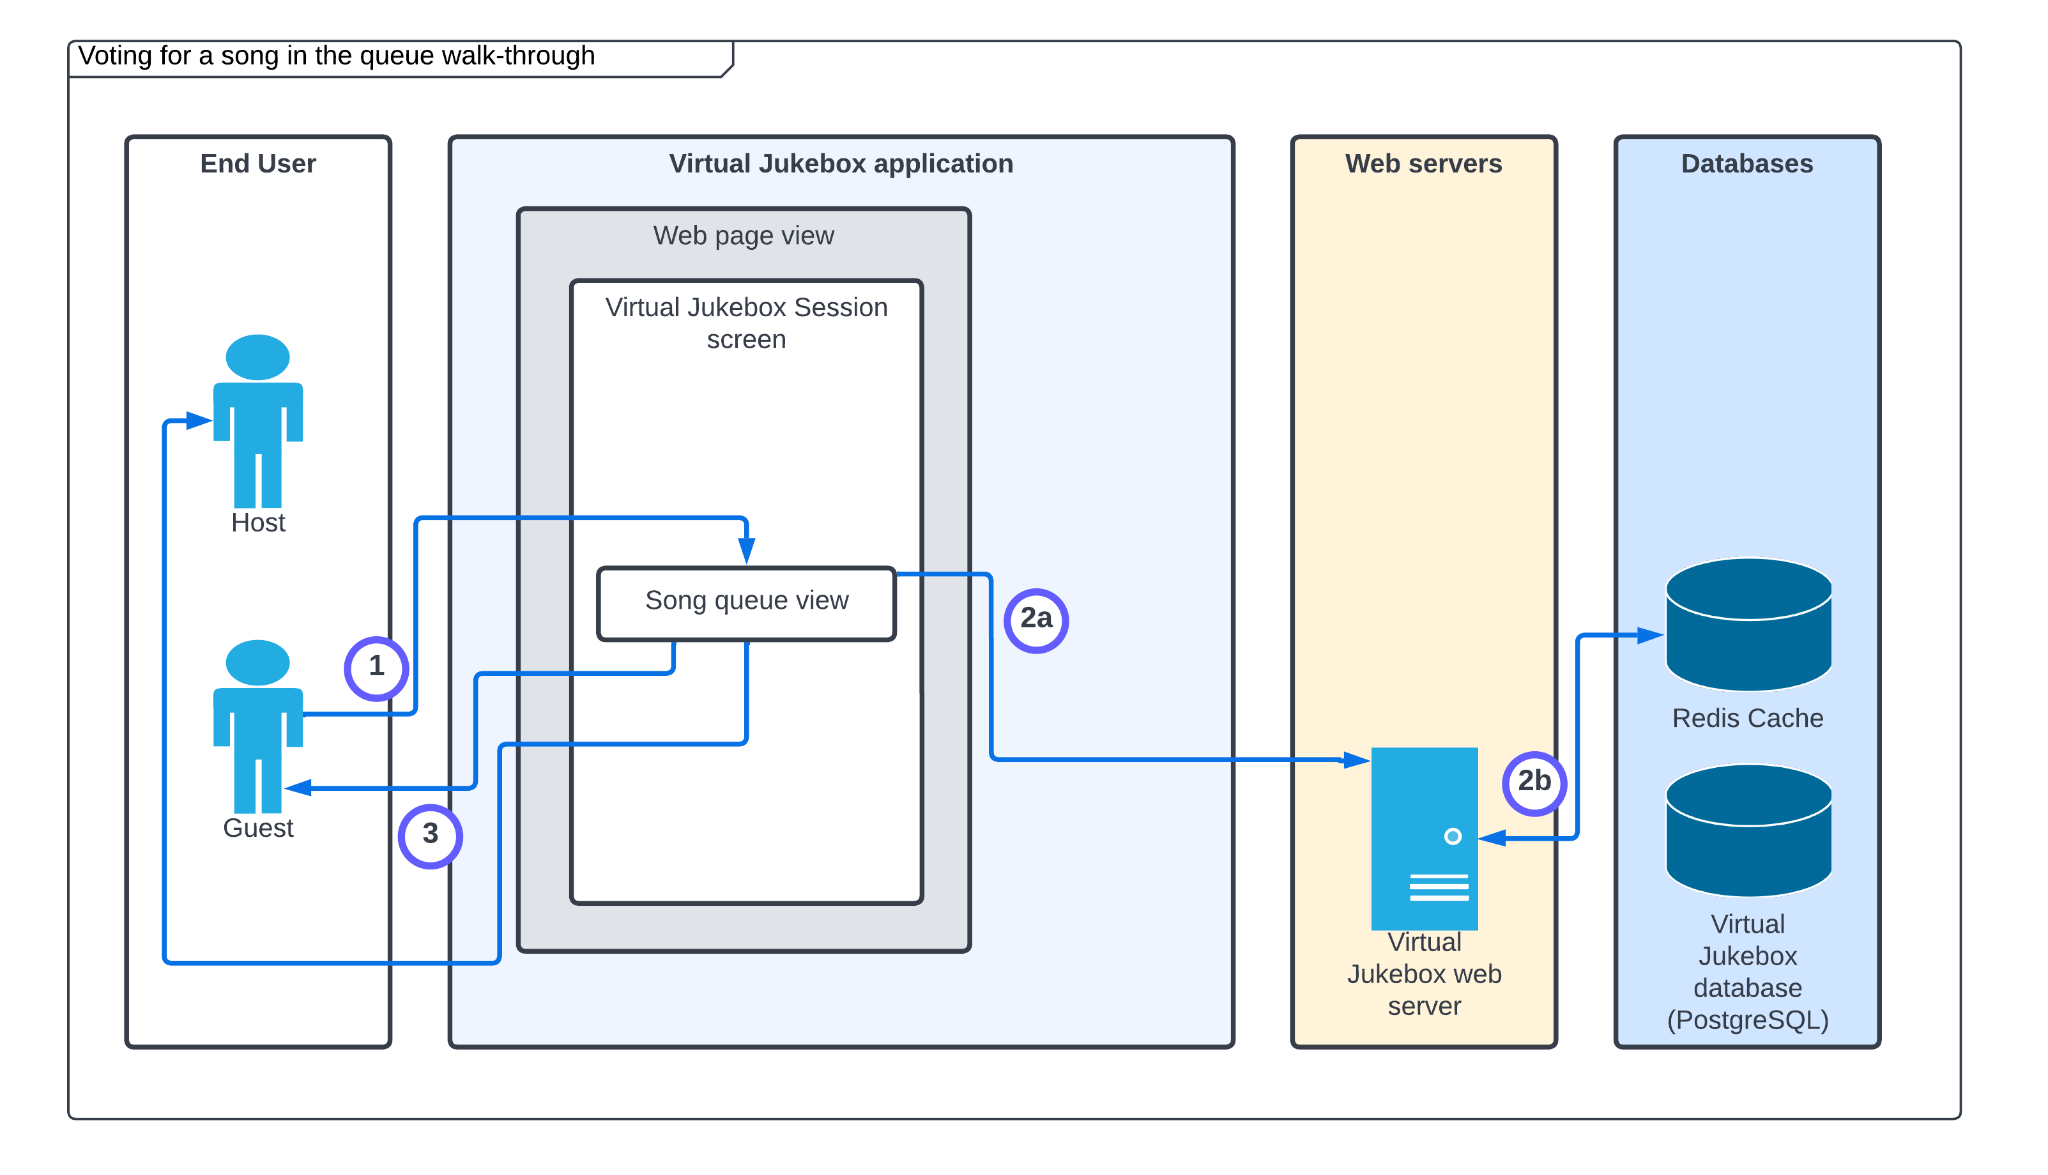 Voting for a song in the queue walk-through
End User
Virtual Jukebox application
Web servers
Databases
Web page view
Virtual Jukebox Session
screen
Host
Song queue view
2a
1
Redis Cache
2b
Guest
3
Virtual
Jukebox web
server
Virtual
Jukebox
database
(PostgreSQL)